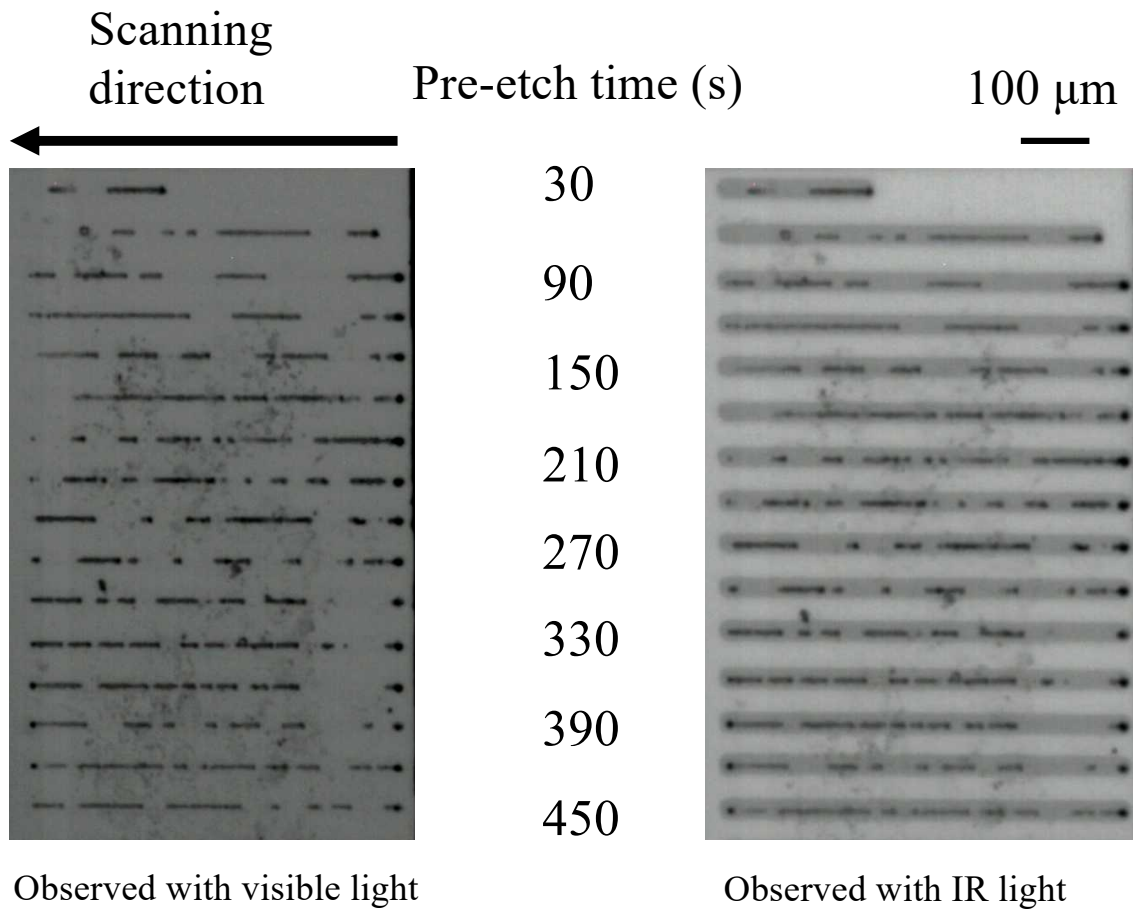 Scanning
direction
Pre-etch time (s)
100 μm
30
90
150
210
270
330
390
450
Observed with visible light
Observed with IR light